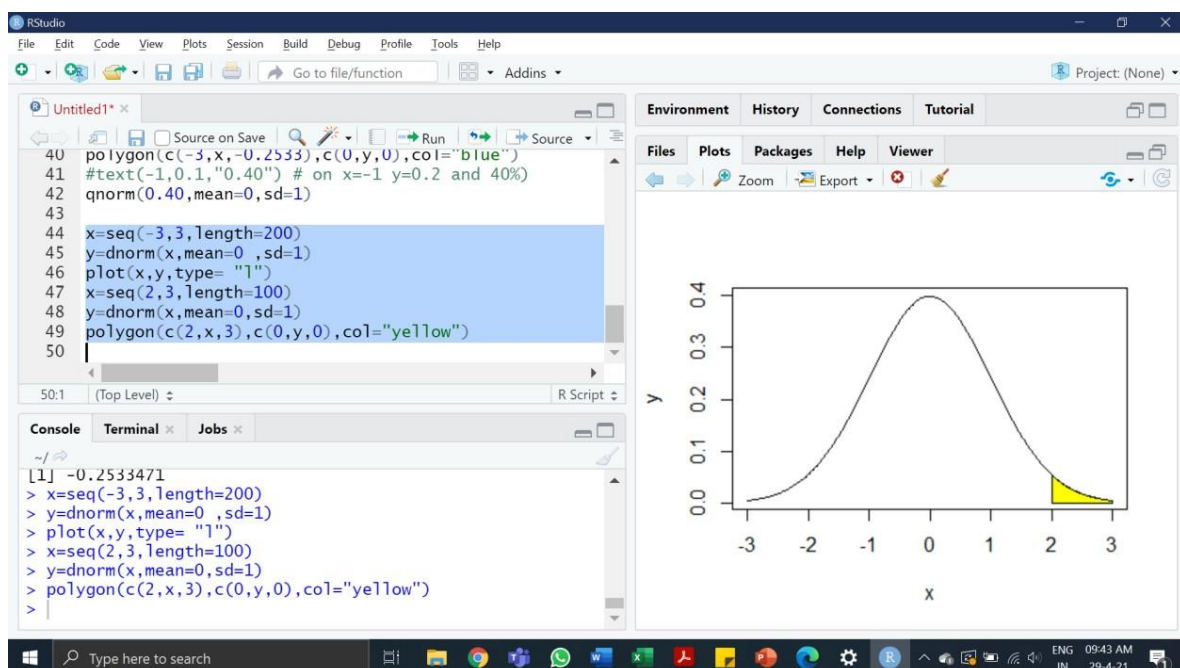 RStudio
File Edit Code View Plots Session Build Debug Profile Tools Help
Go to file/function Addins Project: (None)
Untitled1*
Source on Save Run Source
40 polygon(c(-3,x,-0.2533),c(0,y,0),col="blue")
41 #text(-1,0.1,"0.40") # on x=-1 y=0.2 and 40%)
42 qnorm(0.40,mean=0,sd=1)
43
44 x=seq(-3,3,length=200)
45 y=dnorm(x,mean=0 ,sd=1)
46 plot(x,y,type= "l")
47 x=seq(2,3,length=100)
48 y=dnorm(x,mean=0,sd=1)
49 polygon(c(2,x,3),c(0,y,0),col="yellow")
50
50:1 (Top Level) R Script
Console Terminal Jobs
~/
[1] -0.2533471
> x=seq(-3,3,length=200)
> y=dnorm(x,mean=0 ,sd=1)
> plot(x,y,type= "l")
> x=seq(2,3,length=100)
> y=dnorm(x,mean=0,sd=1)
> polygon(c(2,x,3),c(0,y,0),col="yellow")
>
Environment History Connections Tutorial
Files Plots Packages Help Viewer
Zoom Export
0.4
0.3
0.2
0.1
0.0
y
-3 -2 -1 0 1 2 3
x
Type here to search
ENG 09:43 AM
IN 29-4-21